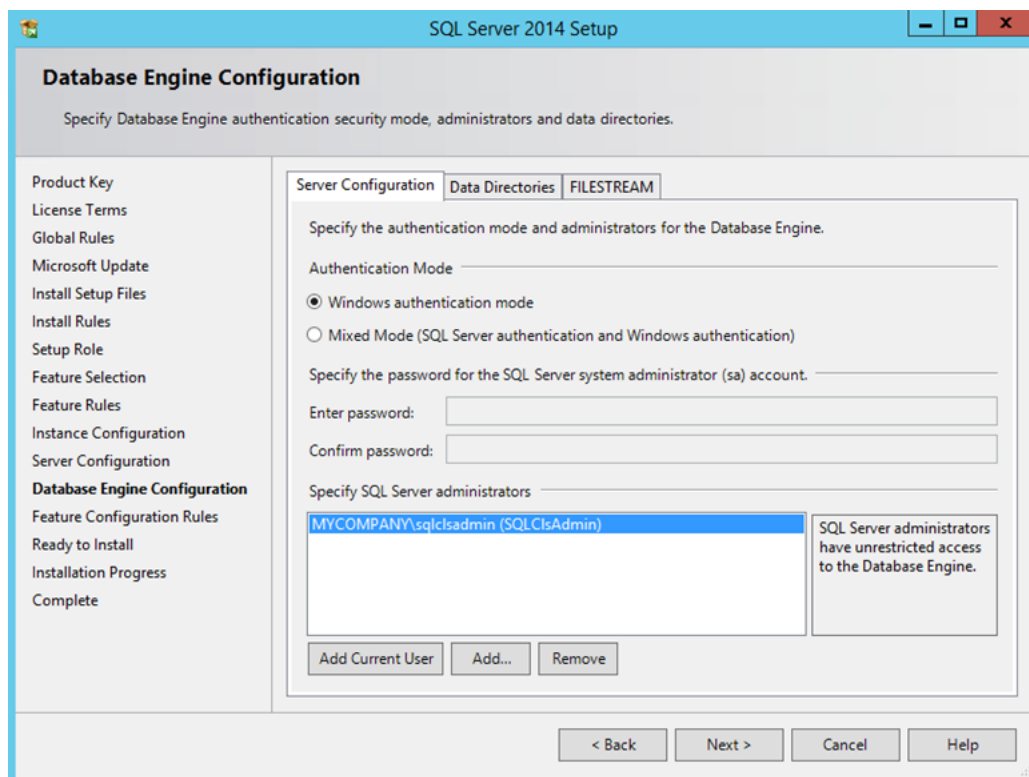 SQL Server 2014 Setup
Database Engine Configuration
Specify Database Engine authentication security mode, administrators and data directories.
Product Key
License Terms
Global Rules
Microsoft Update
Install Setup Files
Install Rules
Setup Role
Feature Selection
Feature Rules
Instance Configuration
Server Configuration
Database Engine Configuration
Feature Configuration Rules
Ready to Install
Installation Progress
Complete
Server Configuration
Data Directories
FILESTREAM
Specify the authentication mode and administrators for the Database Engine.
Authentication Mode
Windows authentication mode
Mixed Mode (SQL Server authentication and Windows authentication)
Specify the password for the SQL Server system administrator (sa) account.
Enter password:
Confirm password:
Specify SQL Server administrators
MYCOMPANY\sqlclsadmin (SQLClsAdmin)
SQL Server administrators
have unrestricted access
to the Database Engine.
Add Current User
Add...
Remove
< Back
Next >
Cancel
Help